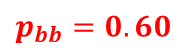 p_bb = 0.60